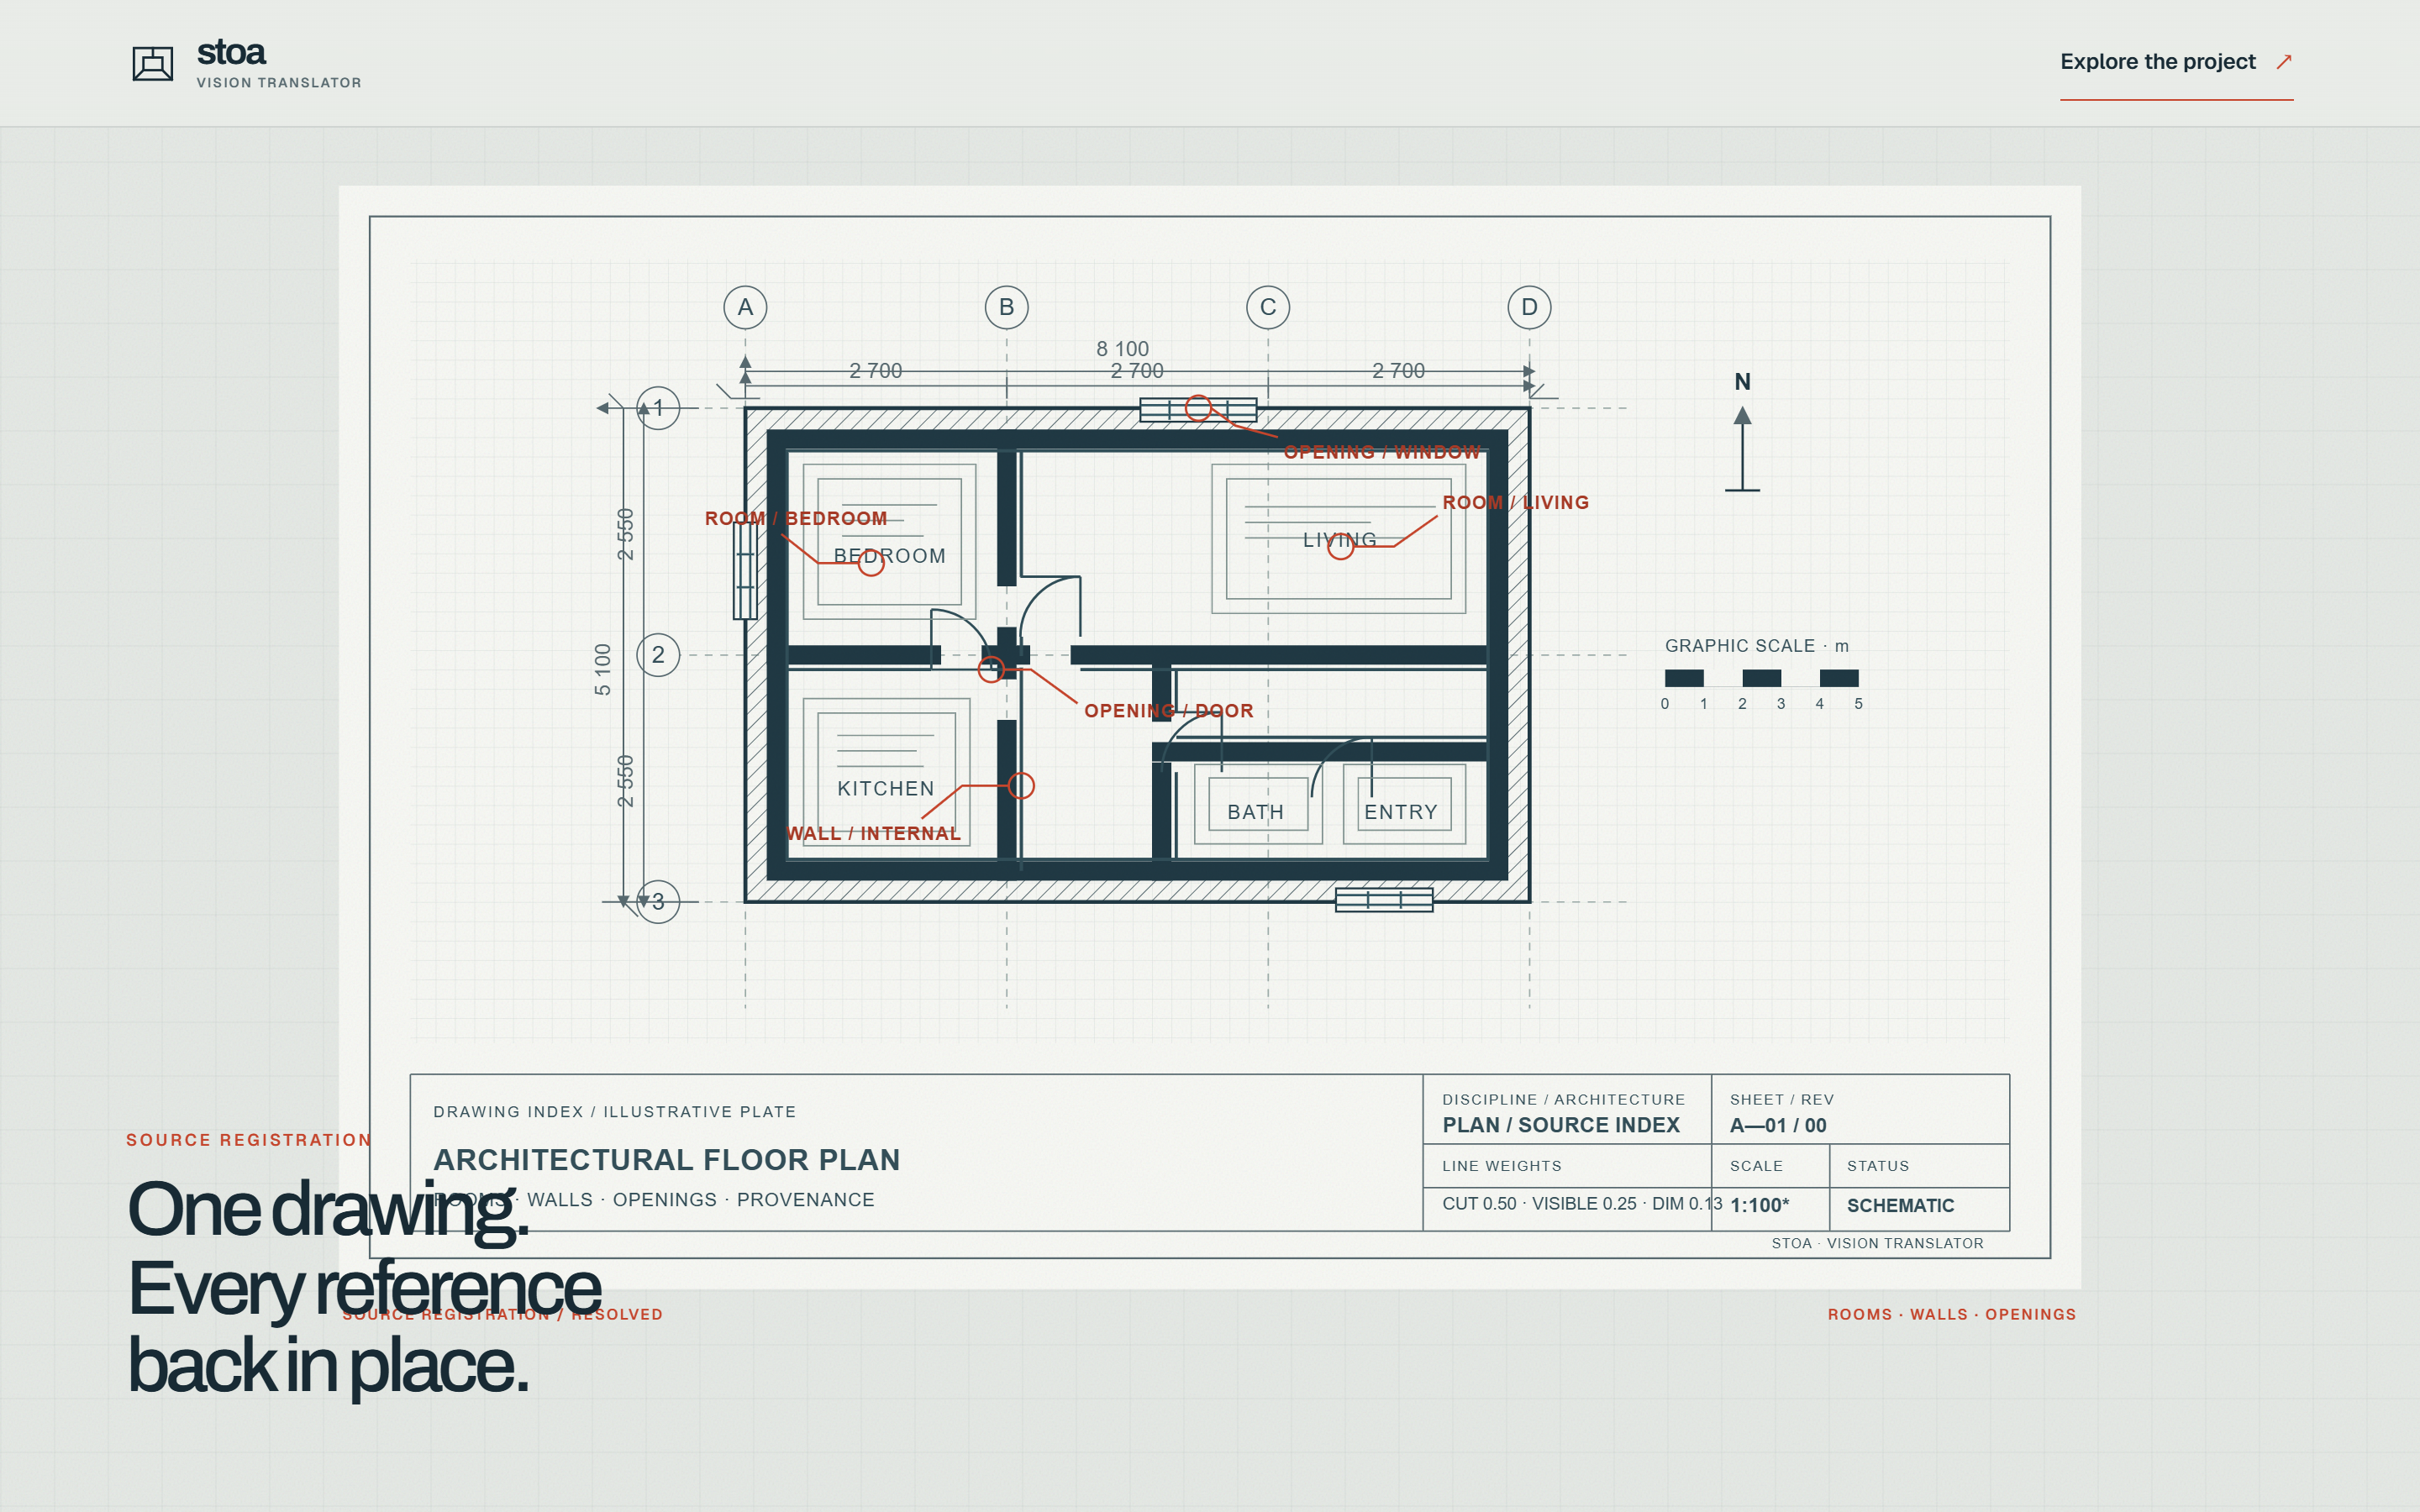 stoa
VISION TRANSLATOR
Explore the project ↗
A
B
C
D
8 100
2 700
2 700
2 700
N
1
OPENING / WINDOW
ROOM / LIVING
ROOM / BEDROOM
2 550
LIVING
BEDROOM
2
5 100
GRAPHIC SCALE · m
0 1 2 3 4 5
OPENING / DOOR
2 550
KITCHEN
BATH
ENTRY
WALL / INTERNAL
3
DRAWING INDEX / ILLUSTRATIVE PLATE
ARCHITECTURAL FLOOR PLAN
ROOMS · WALLS · OPENINGS · PROVENANCE
DISCIPLINE / ARCHITECTURE
PLAN / SOURCE INDEX
SHEET / REV
A—01 / 00
LINE WEIGHTS
CUT 0.50 · VISIBLE 0.25 · DIM 0.13
SCALE
1:100*
STATUS
SCHEMATIC
STOA · VISION TRANSLATOR
SOURCE REGISTRATION
One drawing.
Every reference
back in place.
SOURCE REGISTRATION / RESOLVED
ROOMS · WALLS · OPENINGS